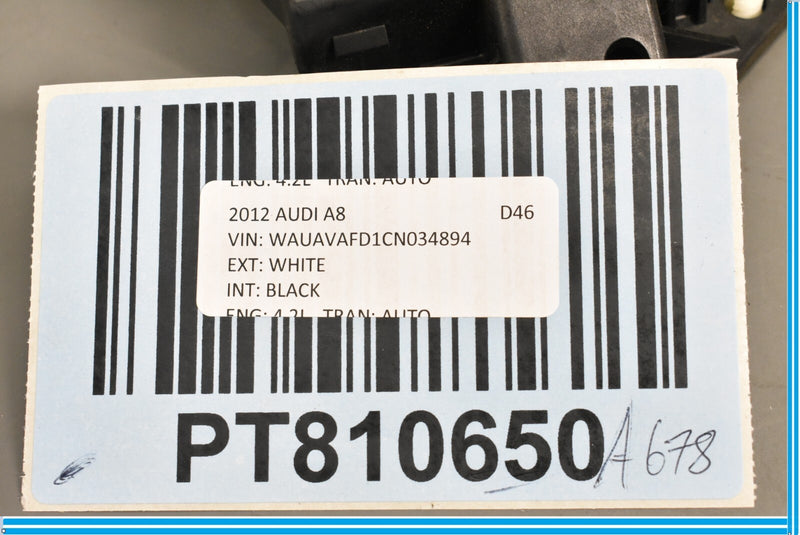 ENG: 4.2L TRAN: AUTO
2012 AUDI A8 D46
VIN: WAUAVAFD1CN034894
EXT: WHITE
INT: BLACK
ENG: 4.2L TRAN: AUTO
PT810650 A678